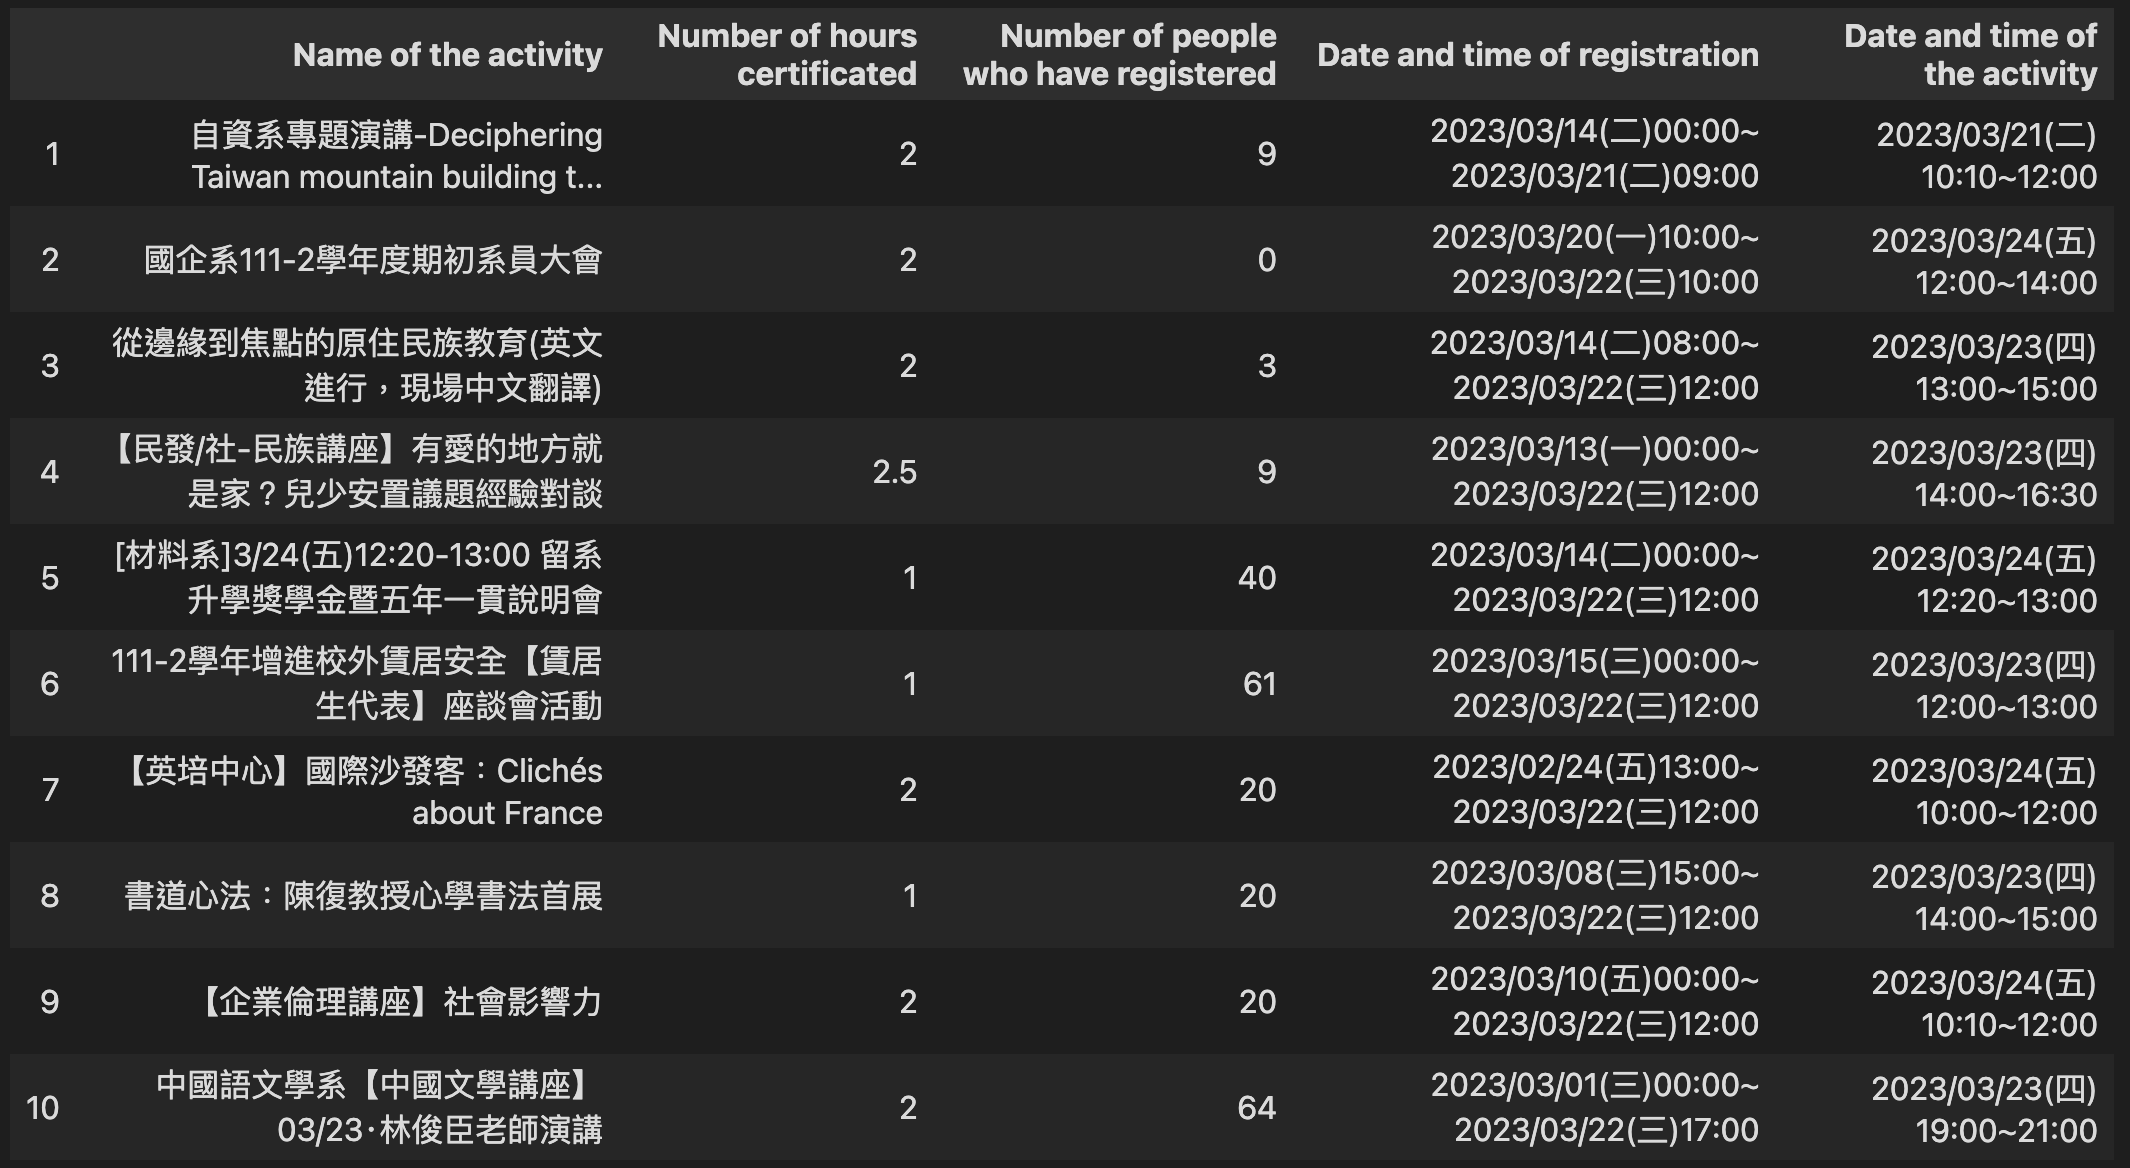 Name of the activity
Number of hours
certificated
Number of people
who have registered
Date and time of registration
Date and time of
the activity
1
自資系專題演講-Deciphering
Taiwan mountain building t...
2
9
2023/03/14(二)00:00~
2023/03/21(二)09:00
2023/03/21(二)
10:10~12:00
2
國企系111-2學年度期初系員大會
2
0
2023/03/20(一)10:00~
2023/03/22(三)10:00
2023/03/24(五)
12:00~14:00
3
從邊緣到焦點的原住民族教育(英文
進行，現場中文翻譯)
2
3
2023/03/14(二)08:00~
2023/03/22(三)12:00
2023/03/23(四)
13:00~15:00
4
【民發/社-民族講座】有愛的地方就
是家？兒少安置議題經驗對談
2.5
9
2023/03/13(一)00:00~
2023/03/22(三)12:00
2023/03/23(四)
14:00~16:30
5
[材料系]3/24(五)12:20-13:00 留系
升學獎學金暨五年一貫說明會
1
40
2023/03/14(二)00:00~
2023/03/22(三)12:00
2023/03/24(五)
12:20~13:00
6
111-2學年增進校外賃居安全【賃居
生代表】座談會活動
1
61
2023/03/15(三)00:00~
2023/03/22(三)12:00
2023/03/23(四)
12:00~13:00
7
【英培中心】國際沙發客：Clichés
about France
2
20
2023/02/24(五)13:00~
2023/03/22(三)12:00
2023/03/24(五)
10:00~12:00
8
書道心法：陳復教授心學書法首展
1
20
2023/03/08(三)15:00~
2023/03/22(三)12:00
2023/03/23(四)
14:00~15:00
9
【企業倫理講座】社會影響力
2
20
2023/03/10(五)00:00~
2023/03/22(三)12:00
2023/03/24(五)
10:10~12:00
10
中國語文學系【中國文學講座】
03/23·林俊臣老師演講
2
64
2023/03/01(三)00:00~
2023/03/22(三)17:00
2023/03/23(四)
19:00~21:00